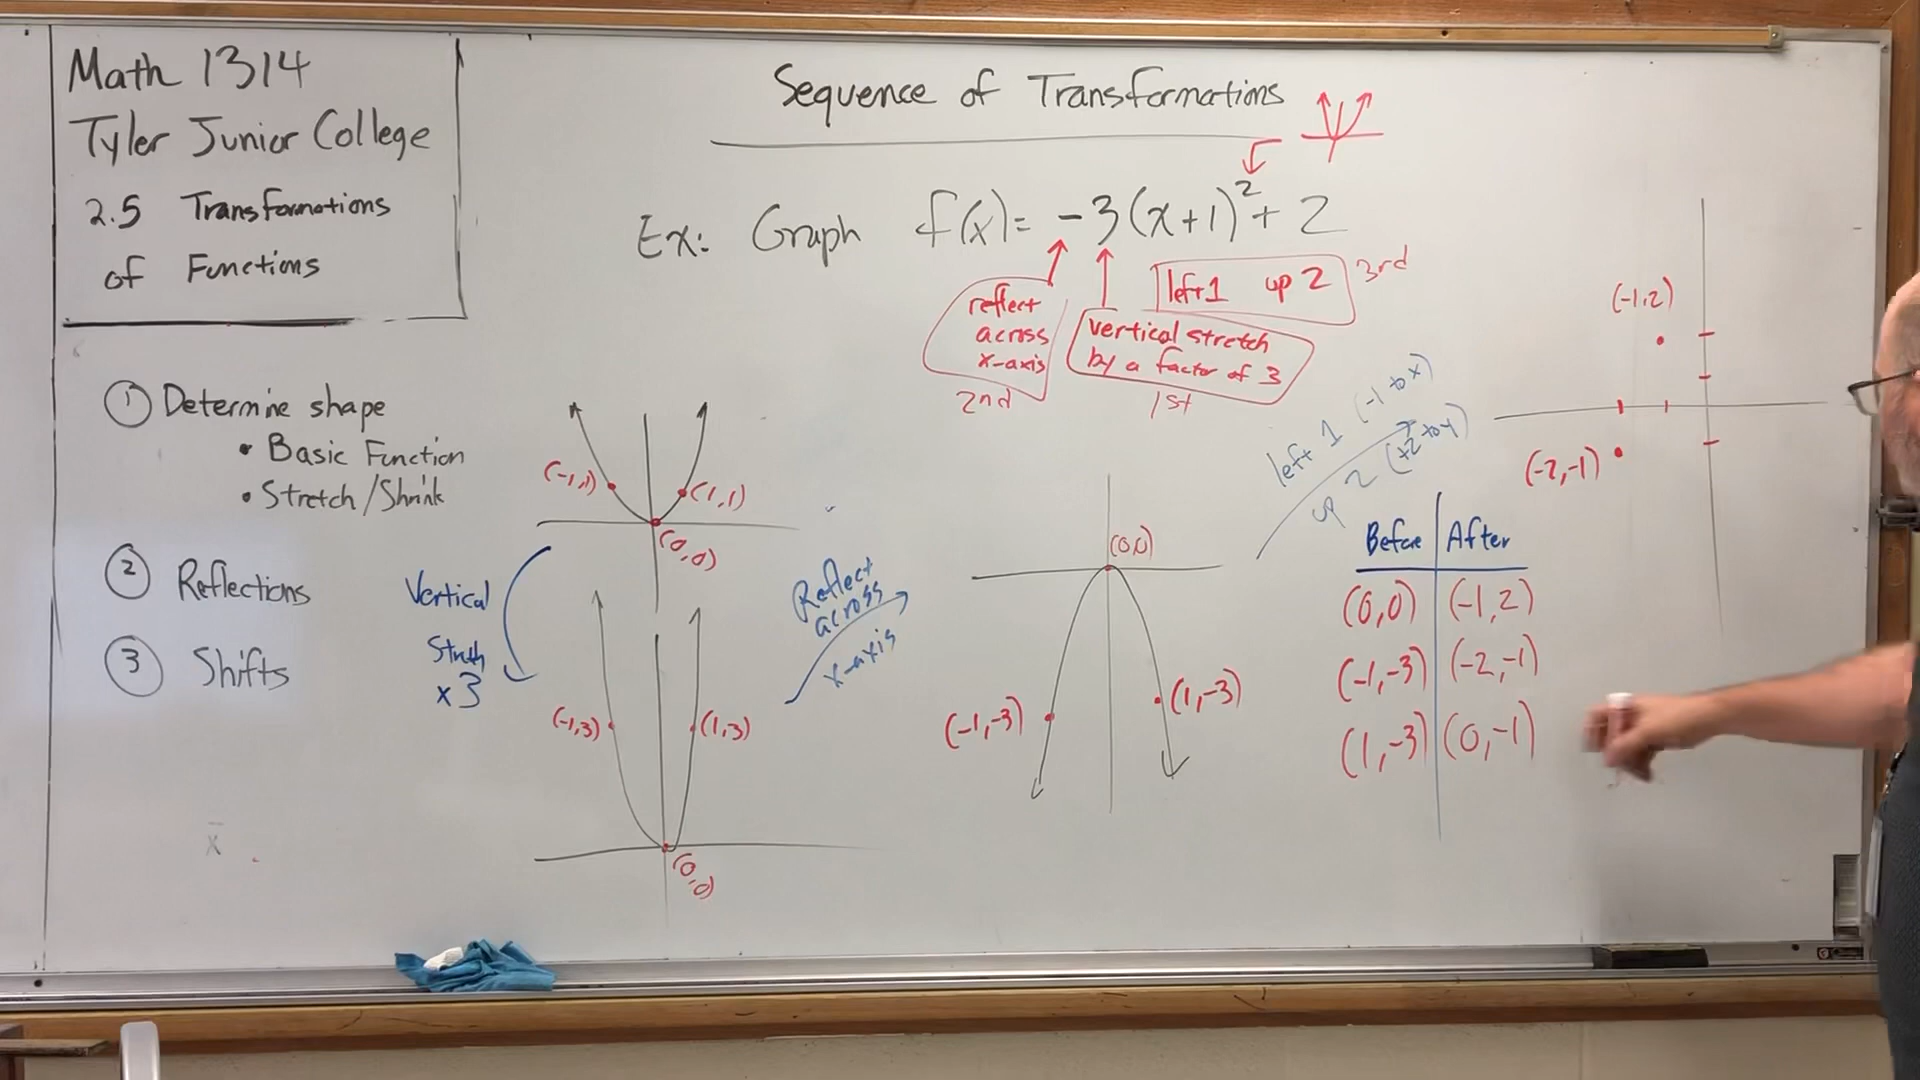 Math 1314
Tyler Junior College
2.5 Transformations
of Functions
Sequence of Transformations
Ex: Graph f(x) = -3(x+1)²+ 2
reflect
across
x-axis
2nd
vertical stretch
by a factor of 3
1st
left 1 up 2
3rd
① Determine shape
• Basic Function
• Stretch/Shrink
② Reflections
③ Shifts
(-1,1)
(1,1)
(0,0)
Vertical
x3
(-1,3)
(1,3)
(0,0)
Reflect
across
x-axis
(0,0)
(-1,-3)
(1,-3)
left 1 (-1 to x)
up 2 (+2 to y)
Before After
(0,0) (-1,2)
(-1,-3) (-2,-1)
(1,-3) (0,-1)
(-1,2)
(-2,-1)